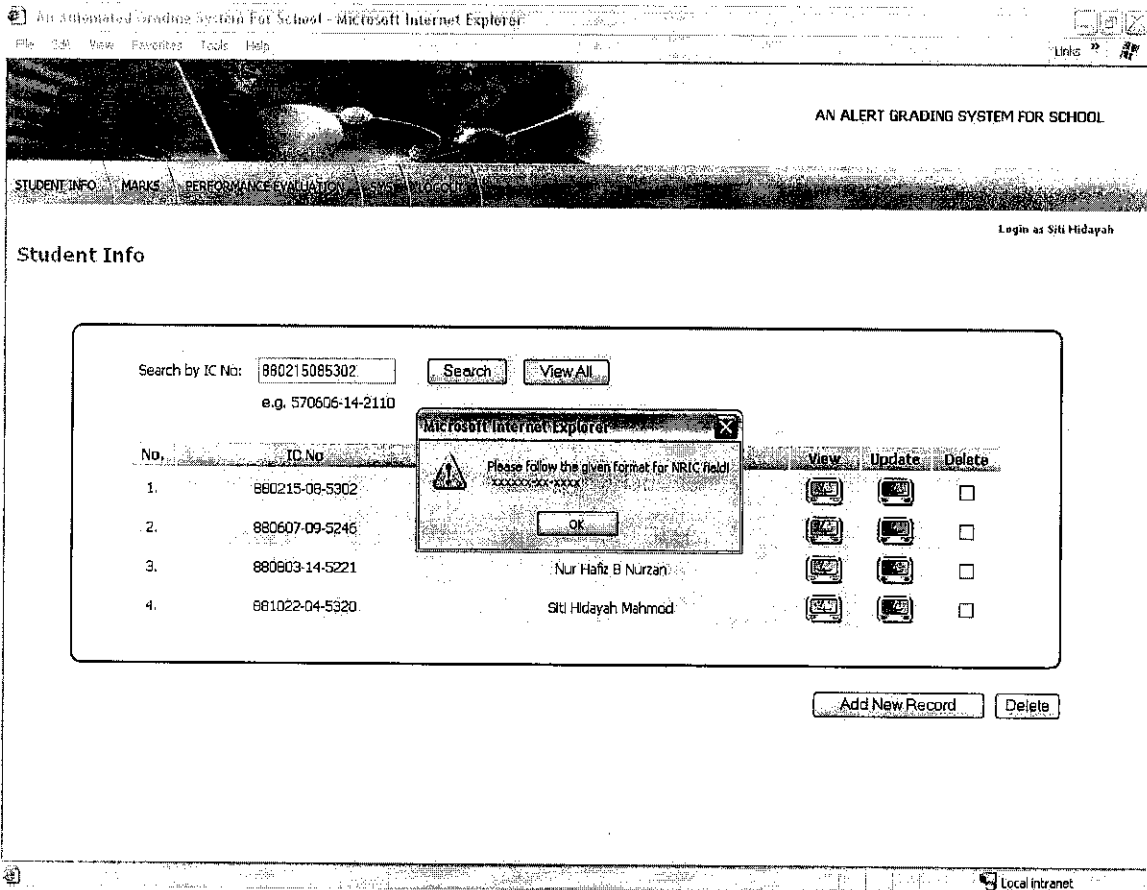 An Automated Grading System For School - Microsoft Internet Explorer
File Edit View Favorites Tools Help
Links »
AN ALERT GRADING SYSTEM FOR SCHOOL
STUDENT INFO MARKS PERFORMANCE EVALUATION LOGOUT
Login as Siti Hidayah
Student Info
Search by IC No: 880215085302 Search View All
e.g. 570606-14-2110
Microsoft Internet Explorer
Please follow the given format for NRIC field!
xxxxxx-xx-xxxx
OK
No. IC No View Update Delete
1. 880215-08-5302
2. 880607-09-5246
3. 880803-14-5221 Nur Hafiz B Nurzan
4. 881022-04-5320 Siti Hidayah Mahmod
Add New Record Delete
Local intranet